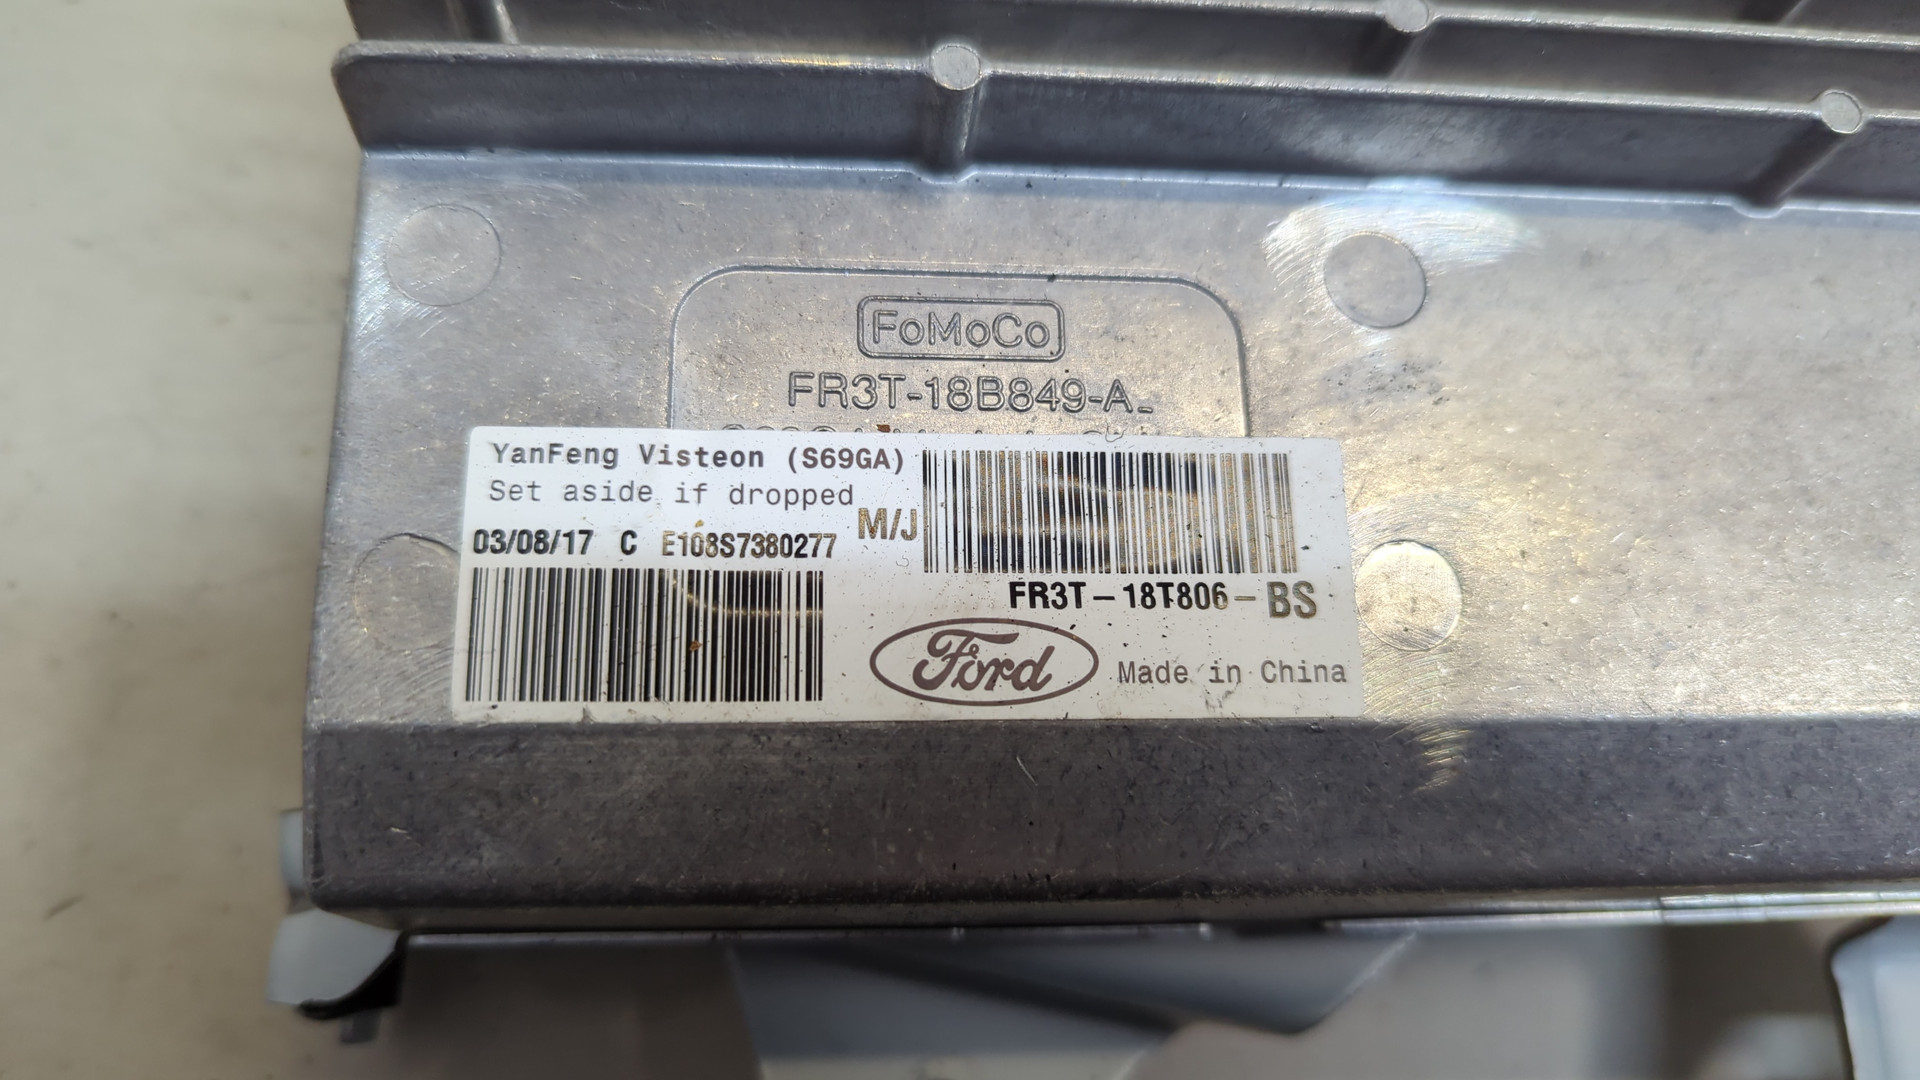 FoMoCo
FR3T-18B849-A_
YanFeng Visteon (S69GA)
Set aside if dropped
M/J
03/08/17 C E108S7380277
FR3T-18T806-BS
Ford
Made in China